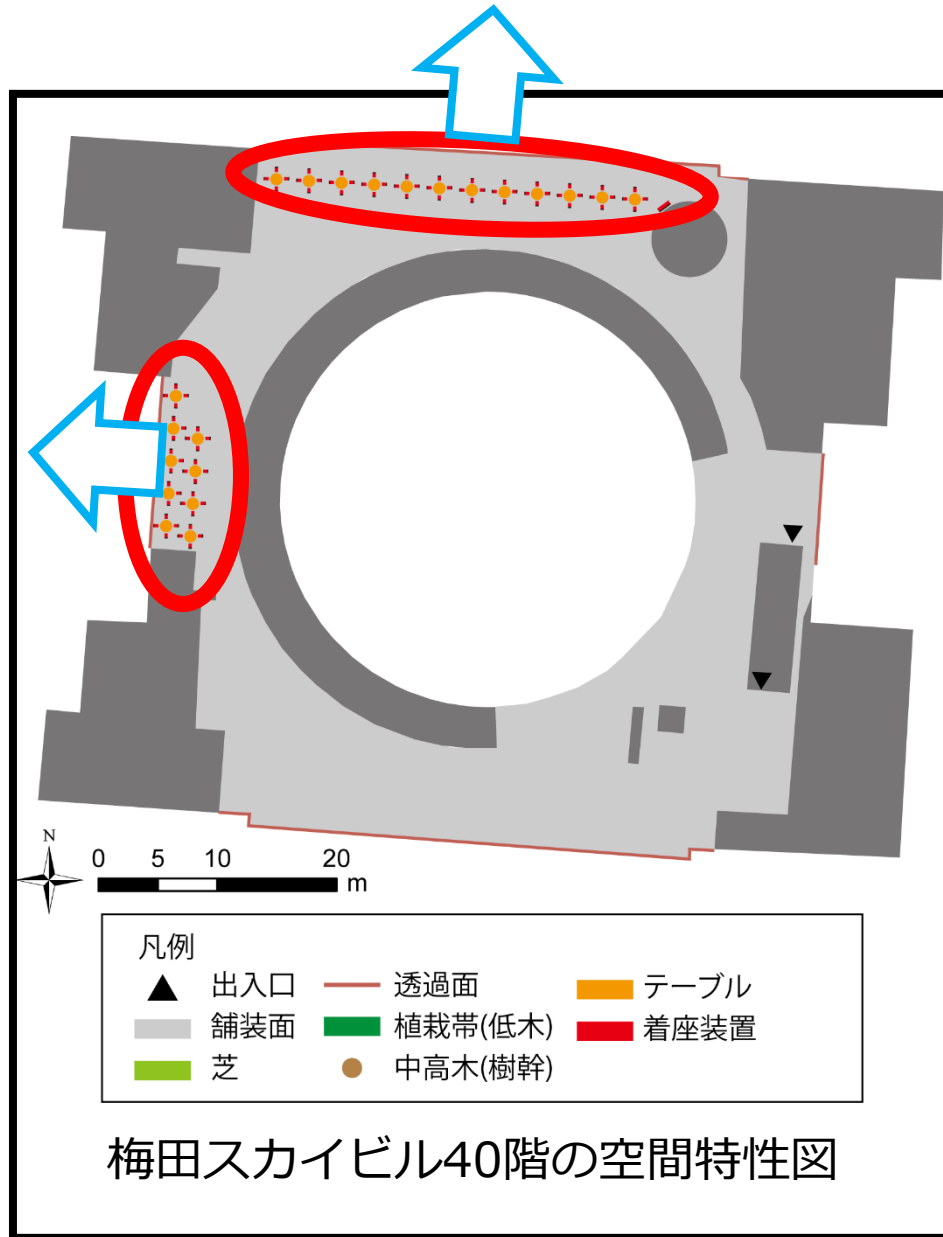 N
0 5 10 20
m
凡例
出入口 透過面 テーブル
舗装面 植栽帯(低木) 着座装置
芝 中高木(樹幹)
梅田スカイビル40階の空間特性図